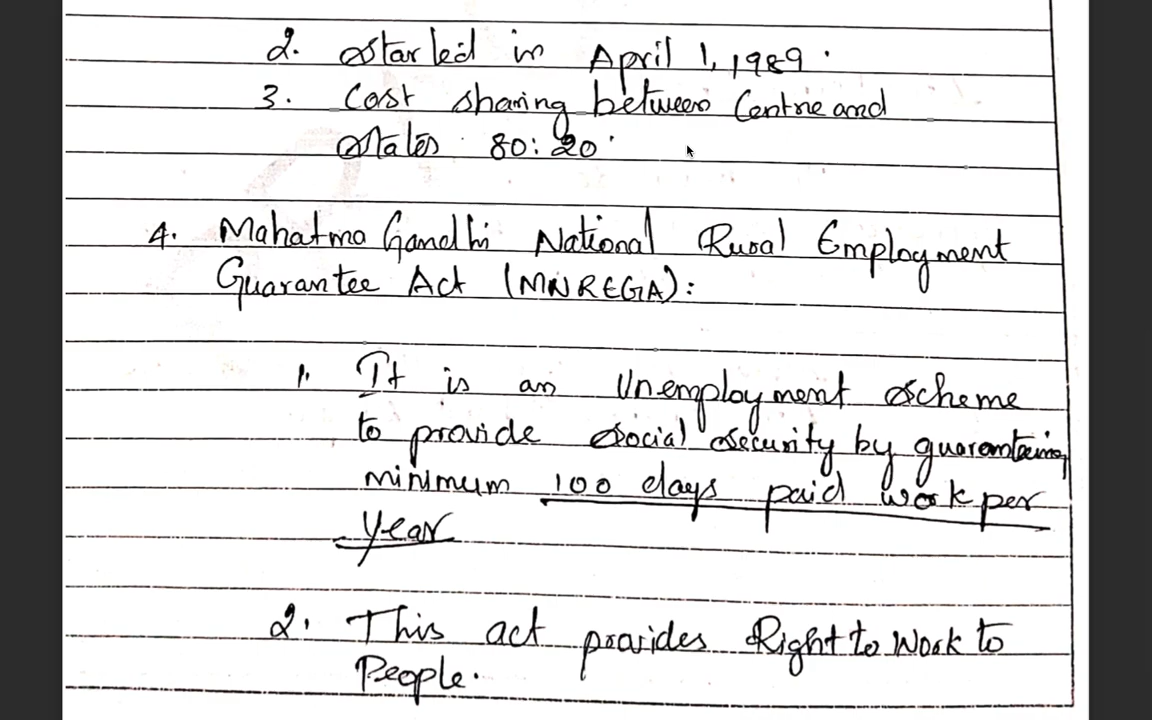 2. Started in April 1, 1989.
3. Cost sharing between Centre and
States 80:20.
4. Mahatma Gandhi National Rural Employment
Guarantee Act (MNREGA):
1. It is an Unemployment Scheme
to provide Social Security by guaranteeing
minimum 100 days paid work per
year
2. This act provides Right to Work to
People.